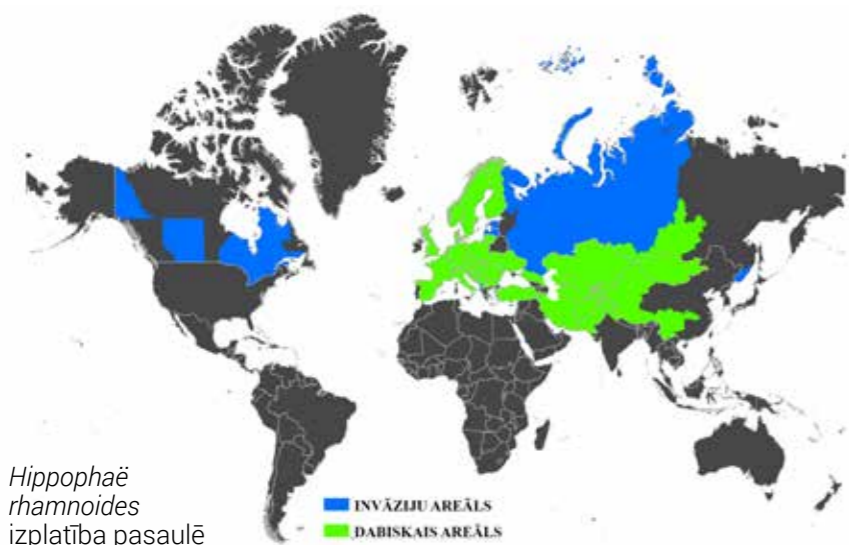 Hippophaë
rhamnoides
izplatība pasaulē
INVĀZIJU AREĀLS
DABISKAIS AREĀLS